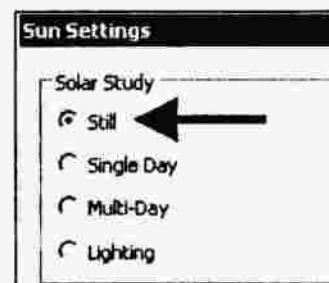 Sun Settings
Solar Study
Still
Single Day
Multi-Day
Lighting